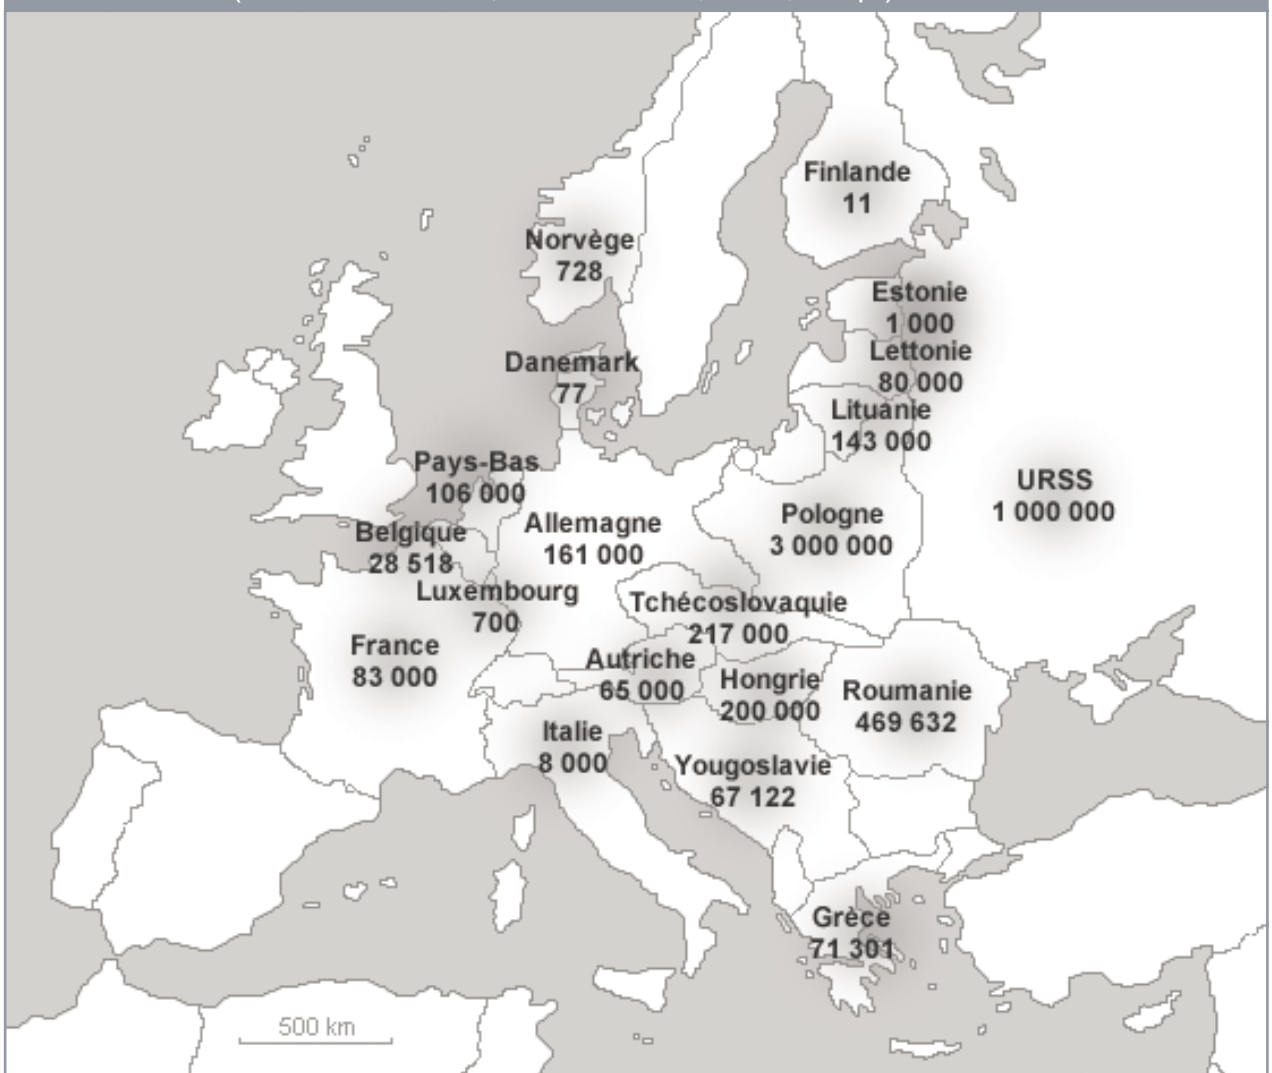 Finlande
11
Norvège
728
Estonie
1 000
Lettonie
80 000
Danemark
77
Lituanie
143 000
Pays-Bas
106 000
URSS
1 000 000
Allemagne
161 000
Pologne
3 000 000
Belgique
28 518
Luxembourg
700
Tchécoslovaquie
217 000
France
83 000
Autriche
65 000
Hongrie
200 000
Roumanie
469 632
Italie
8 000
Yougoslavie
67 122
Grèce
71 301
500 km